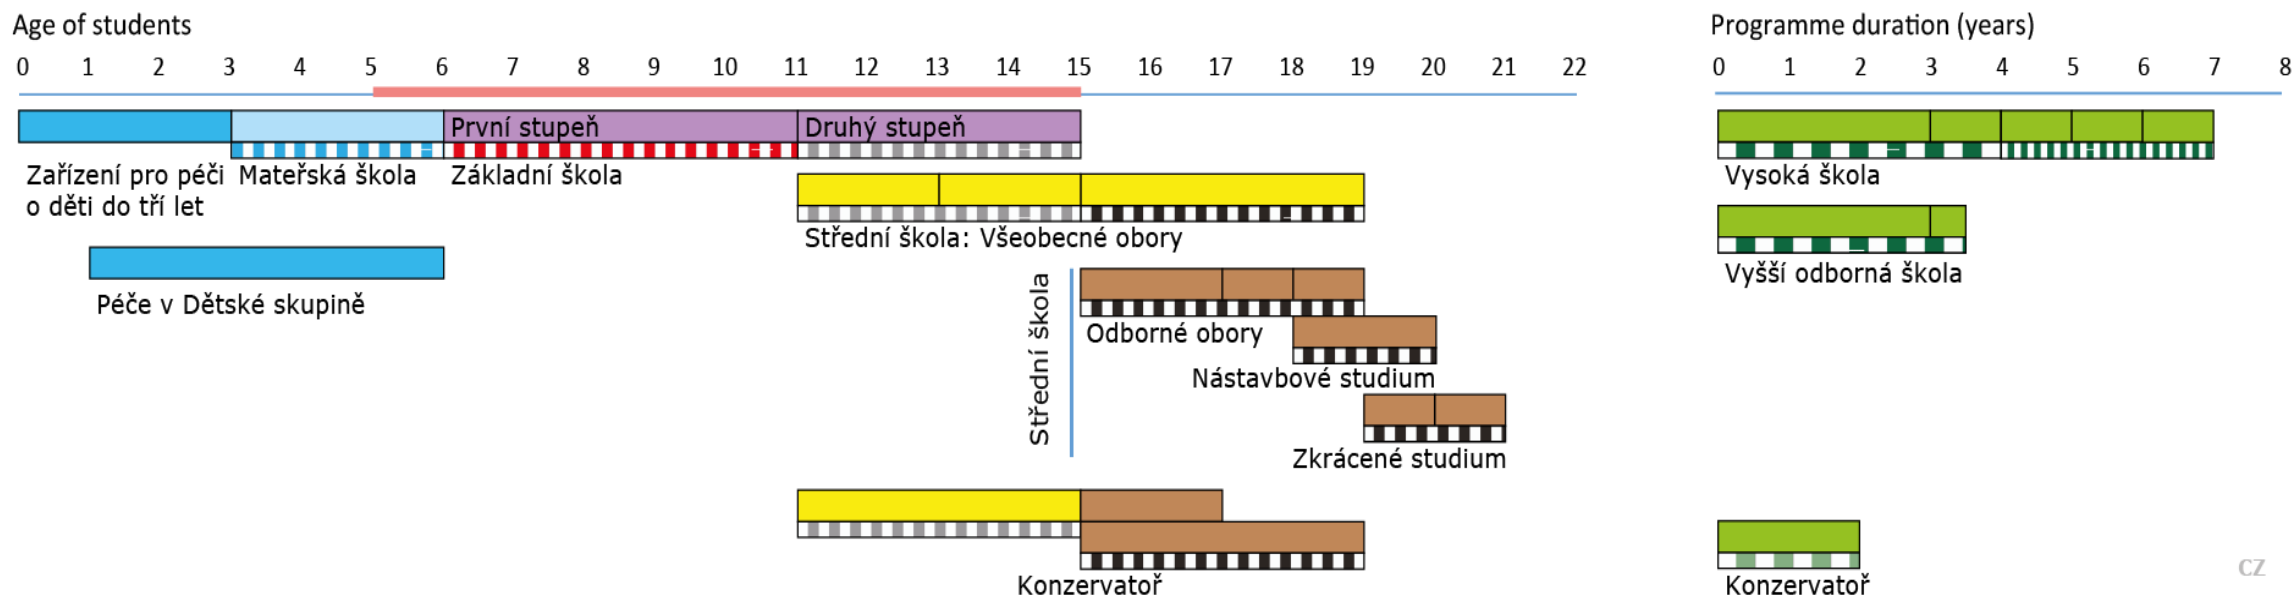 Age of students
Programme duration (years)
0 1 2 3 4 5 6 7 8 9 10 11 12 13 14 15 16 17 18 19 20 21 22
0 1 2 3 4 5 6 7 8
První stupeň
Druhý stupeň
Zařízení pro péči
o děti do tří let
Mateřská škola
Základní škola
Vysoká škola
Střední škola: Všeobecné obory
Péče v Dětské skupině
Vyšší odborná škola
Střední škola
Odborné obory
Nástavbové studium
Zkrácené studium
Konzervatoř
Konzervatoř
CZ